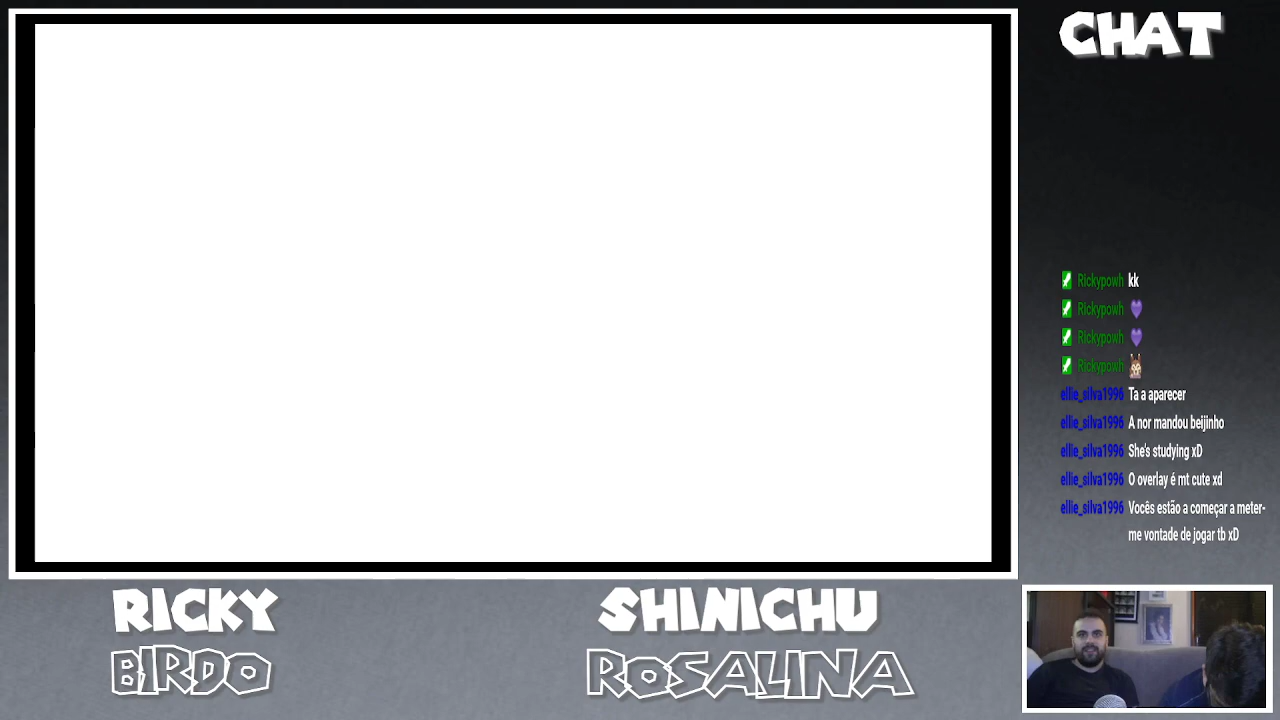 CHAT
Rickypowh kk
Rickypowh
Rickypowh
Rickypowh
ellie_silva1996 Ta a aparecer
ellie_silva1996 A nor mandou beijinho
ellie_silva1996 She's studying xD
ellie_silva1996 O overlay é mt cute xd
ellie_silva1996 Vocês estão a começar a meter-
me vontade de jogar tb xD
RICKY
BIRDO
SHINICHU
ROSALINA